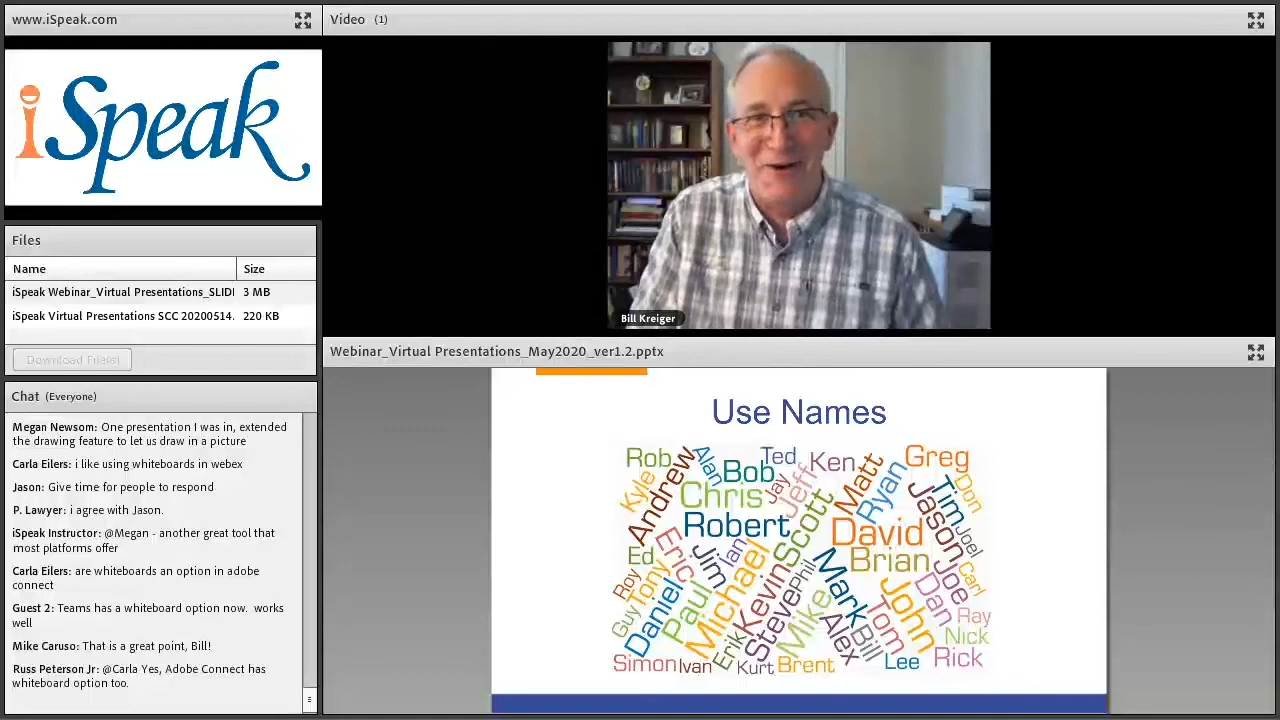 www.iSpeak.com
iSpeak
Files
Name Size
iSpeak Webinar_Virtual Presentations_SLIDI 3 MB
iSpeak Virtual Presentations SCC 20200514. 220 KB
Download File(s)
Chat (Everyone)
Megan Newsom: One presentation I was in, extended
the drawing feature to let us draw in a picture
Carla Eilers: i like using whiteboards in webex
Jason: Give time for people to respond
P. Lawyer: i agree with Jason.
iSpeak Instructor: @Megan - another great tool that
most platforms offer
Carla Eilers: are whiteboards an option in adobe
connect
Guest 2: Teams has a whiteboard option now. works
well
Mike Caruso: That is a great point, Bill!
Russ Peterson Jr: @Carla Yes, Adobe Connect has
whiteboard option too.
Video (1)
Bill Kreiger
Webinar_Virtual Presentations_May2020_ver1.2.pptx
Use Names
Rob
Andrew
Alan
Ted
Bob
Ken
Greg
Kyle
Chris
Jay
Jeff
Matt
Ryan
Tim
Don
Robert
Scott
David
Jason
Joel
Ed
Eric
Jim
Ian
Brian
Joe
Carl
Roy
Tony
Michael
Kevin
Phil
Mark
John
Dan
Guy
Daniel
Paul
Steve
Mike
Tom
Ray
Alex
Bill
Nick
Simon
Ivan
Erik
Kurt
Brent
Lee
Rick